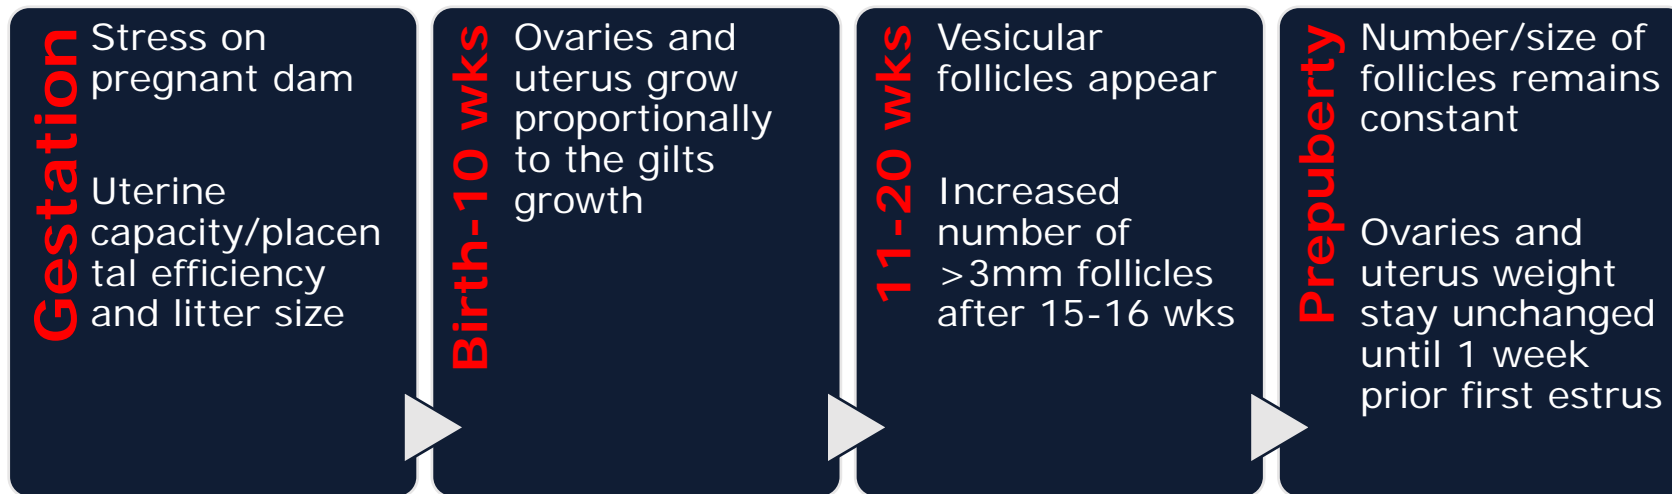 Gestation
Stress on
pregnant dam
Uterine
capacity/placen
tal efficiency
and litter size
Birth-10 wks
Ovaries and
uterus grow
proportionally
to the gilts
growth
11-20 wks
Vesicular
follicles appear
Increased
number of
>3mm follicles
after 15-16 wks
Prepuberty
Number/size of
follicles remains
constant
Ovaries and
uterus weight
stay unchanged
until 1 week
prior first estrus